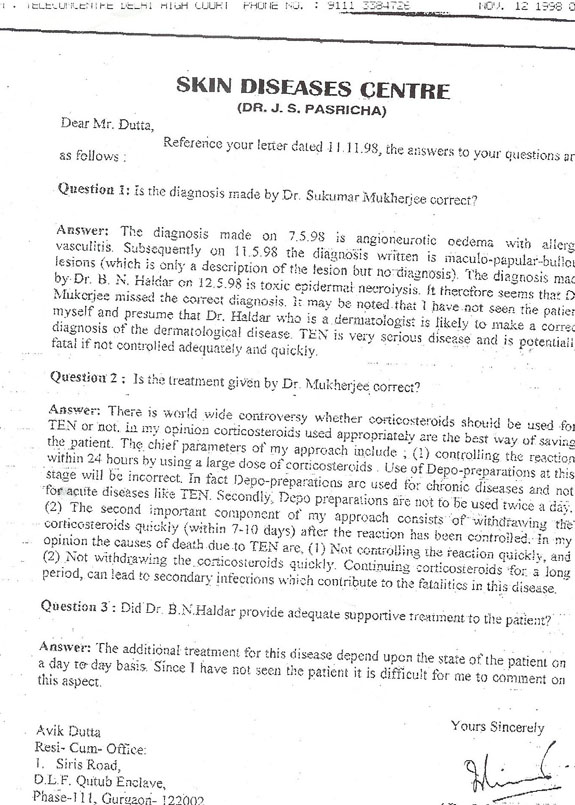 : TELECONCENTRE DELHI HIGH COURT PHONE NO. : 9111 3384726 NOV. 12 1998 0
SKIN DISEASES CENTRE
(DR. J. S. PASRICHA)
Dear Mr. Dutta,
Reference your letter dated 11.11.98, the answers to your questions ar
as follows :
Question 1: Is the diagnosis made by Dr. Sukumar Mukherjee correct?
Answer: The diagnosis made on 7.5.98 is angioneurotic oedema with allerg
vasculitis. Subsequently on 11.5.98 the diagnosis written is maculo-papular-bullou
lesions (which is only a description of the lesion but no diagnosis). The diagnosis mad
by Dr. B. N. Haldar on 12.5.98 is toxic epidermal necrolysis. It therefore seems that D
Mukerjee missed the correct diagnosis. It may be noted that I have not seen the patien
myself and presume that Dr. Haldar who is a dermatologist is likely to make a correc
diagnosis of the dermatological disease. TEN is very serious disease and is potentiall
fatal if not controlled adequately and quickly.
Question 2 : Is the treatment given by Dr. Mukherjee correct?
Answer: There is world wide controversy whether corticosteroids should be used for
TEN or not. In my opinion corticosteroids used appropriately are the best way of saving
the patient. The chief parameters of my approach include ; (1) controlling the reaction
within 24 hours by using a large dose of corticosteroids . Use of Depo-preparations at this
stage will be incorrect. In fact Depo-preparations are used for chronic diseases and not
for acute diseases like TEN. Secondly, Depo preparations are not to be used twice a day.
(2) The second important component of my approach consists of withdrawing the
corticosteroids quickly (within 7-10 days) after the reaction has been controlled. In my
opinion the causes of death due to TEN are, (1) Not controlling the reaction quickly, and
(2) Not withdrawing the corticosteroids quickly. Continuing corticosteroids for a long
period, can lead to secondary infections which contribute to the fatalities in this disease.
Question 3 : Did Dr. B.N.Haldar provide adequate supportive treatment to the patient?
Answer: The additional treatment for this disease depend upon the state of the patient on
a day to day basis. Since I have not seen the patient it is difficult for me to comment on
this aspect.
Yours Sincerely
Avik Dutta
Resi- Cum- Office:
1. Siris Road,
D.L.F. Qutub Enclave,
Phase-111, Gurgaon- 122002